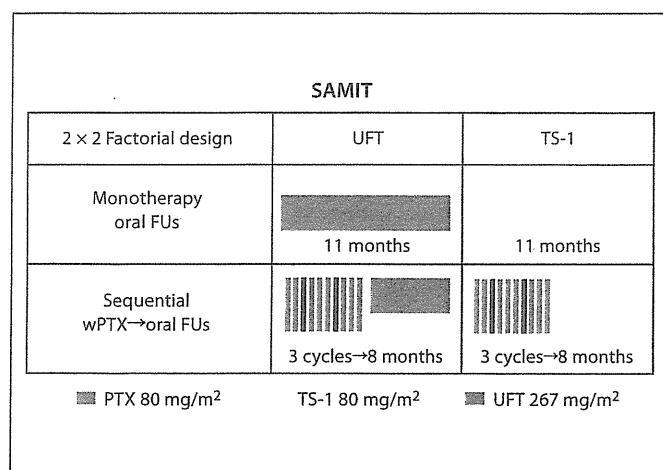 SAMIT
2 × 2 Factorial design UFT TS-1
Monotherapy
oral FUs
11 months 11 months
Sequential
wPTX→oral FUs
3 cycles→8 months 3 cycles→8 months
PTX 80 mg/m² TS-1 80 mg/m² UFT 267 mg/m²